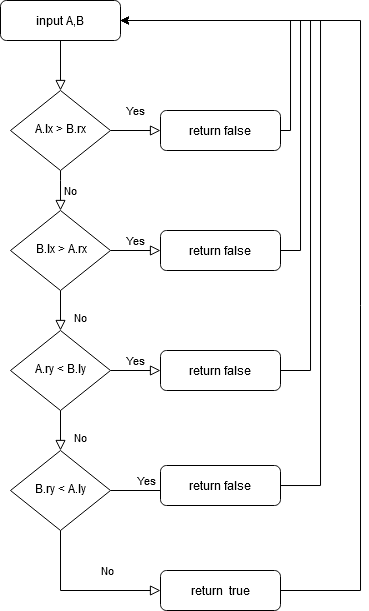 input A,B
A.lx > B.rx
Yes
return false
No
B.lx > A.rx
Yes
return false
No
A.ry < B.ly
Yes
return false
No
B.ry < A.ly
Yes
return false
No
return  true